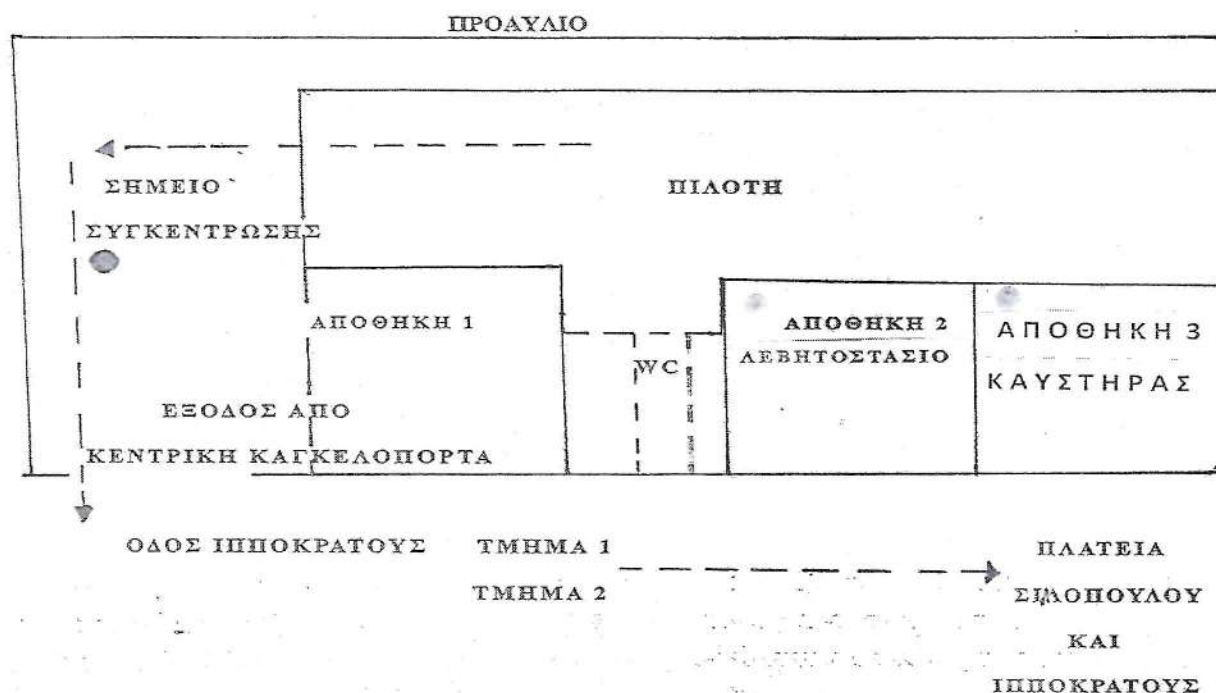 ΠΡΟΑΥΛΙΟ
ΣΗΜΕΙΟ
ΣΥΓΚΕΝΤΡΩΣΗΣ
ΠΙΛΟΤΗ
ΑΠΟΘΗΚΗ 1
WC
ΑΠΟΘΗΚΗ 2
ΛΕΒΗΤΟΣΤΑΣΙΟ
ΑΠΟΘΗΚΗ 3
ΚΑΥΣΤΗΡΑΣ
ΕΞΟΔΟΣ ΑΠΟ
ΚΕΝΤΡΙΚΗ ΚΑΓΚΕΛΟΠΟΡΤΑ
ΟΔΟΣ ΙΠΠΟΚΡΑΤΟΥΣ
ΤΜΗΜΑ 1
ΤΜΗΜΑ 2
ΠΛΑΤΕΙΑ
ΚΑΙ
ΙΠΠΟΚΡΑΤΟΥΣ